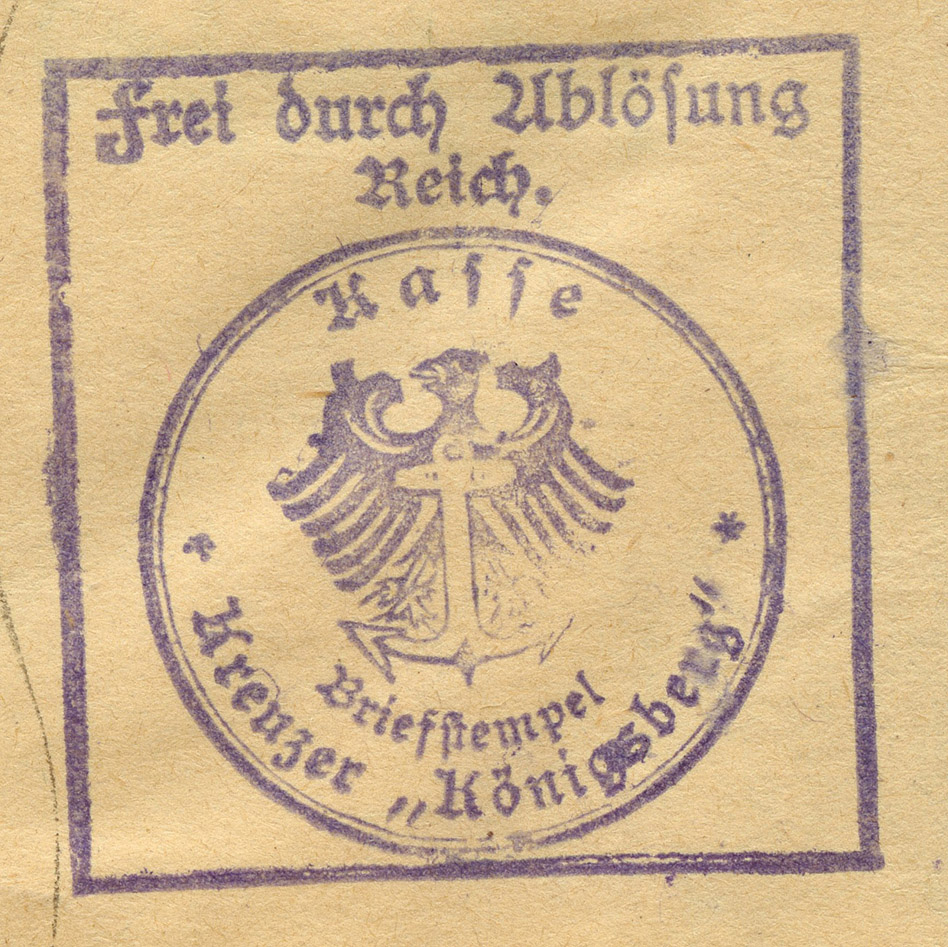 Frei durch Ablösung
Reich.
Kasse
Briefstempel
* Kreuzer „Königsberg" *